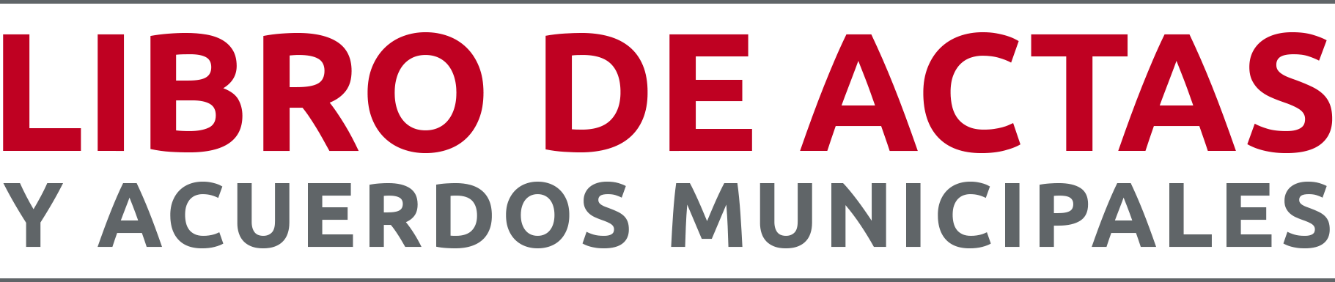 LIBRO DE ACTAS
Y ACUERDOS MUNICIPALES